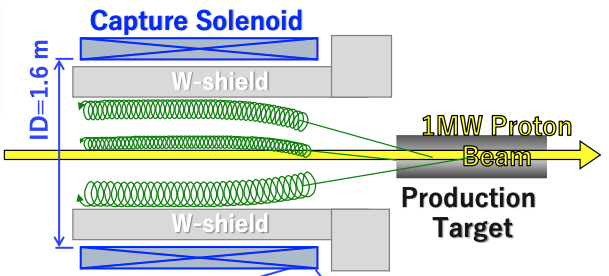 Capture Solenoid
W-shield
ID=1.6 m
1MW Proton
Beam
Production
Target
W-shield